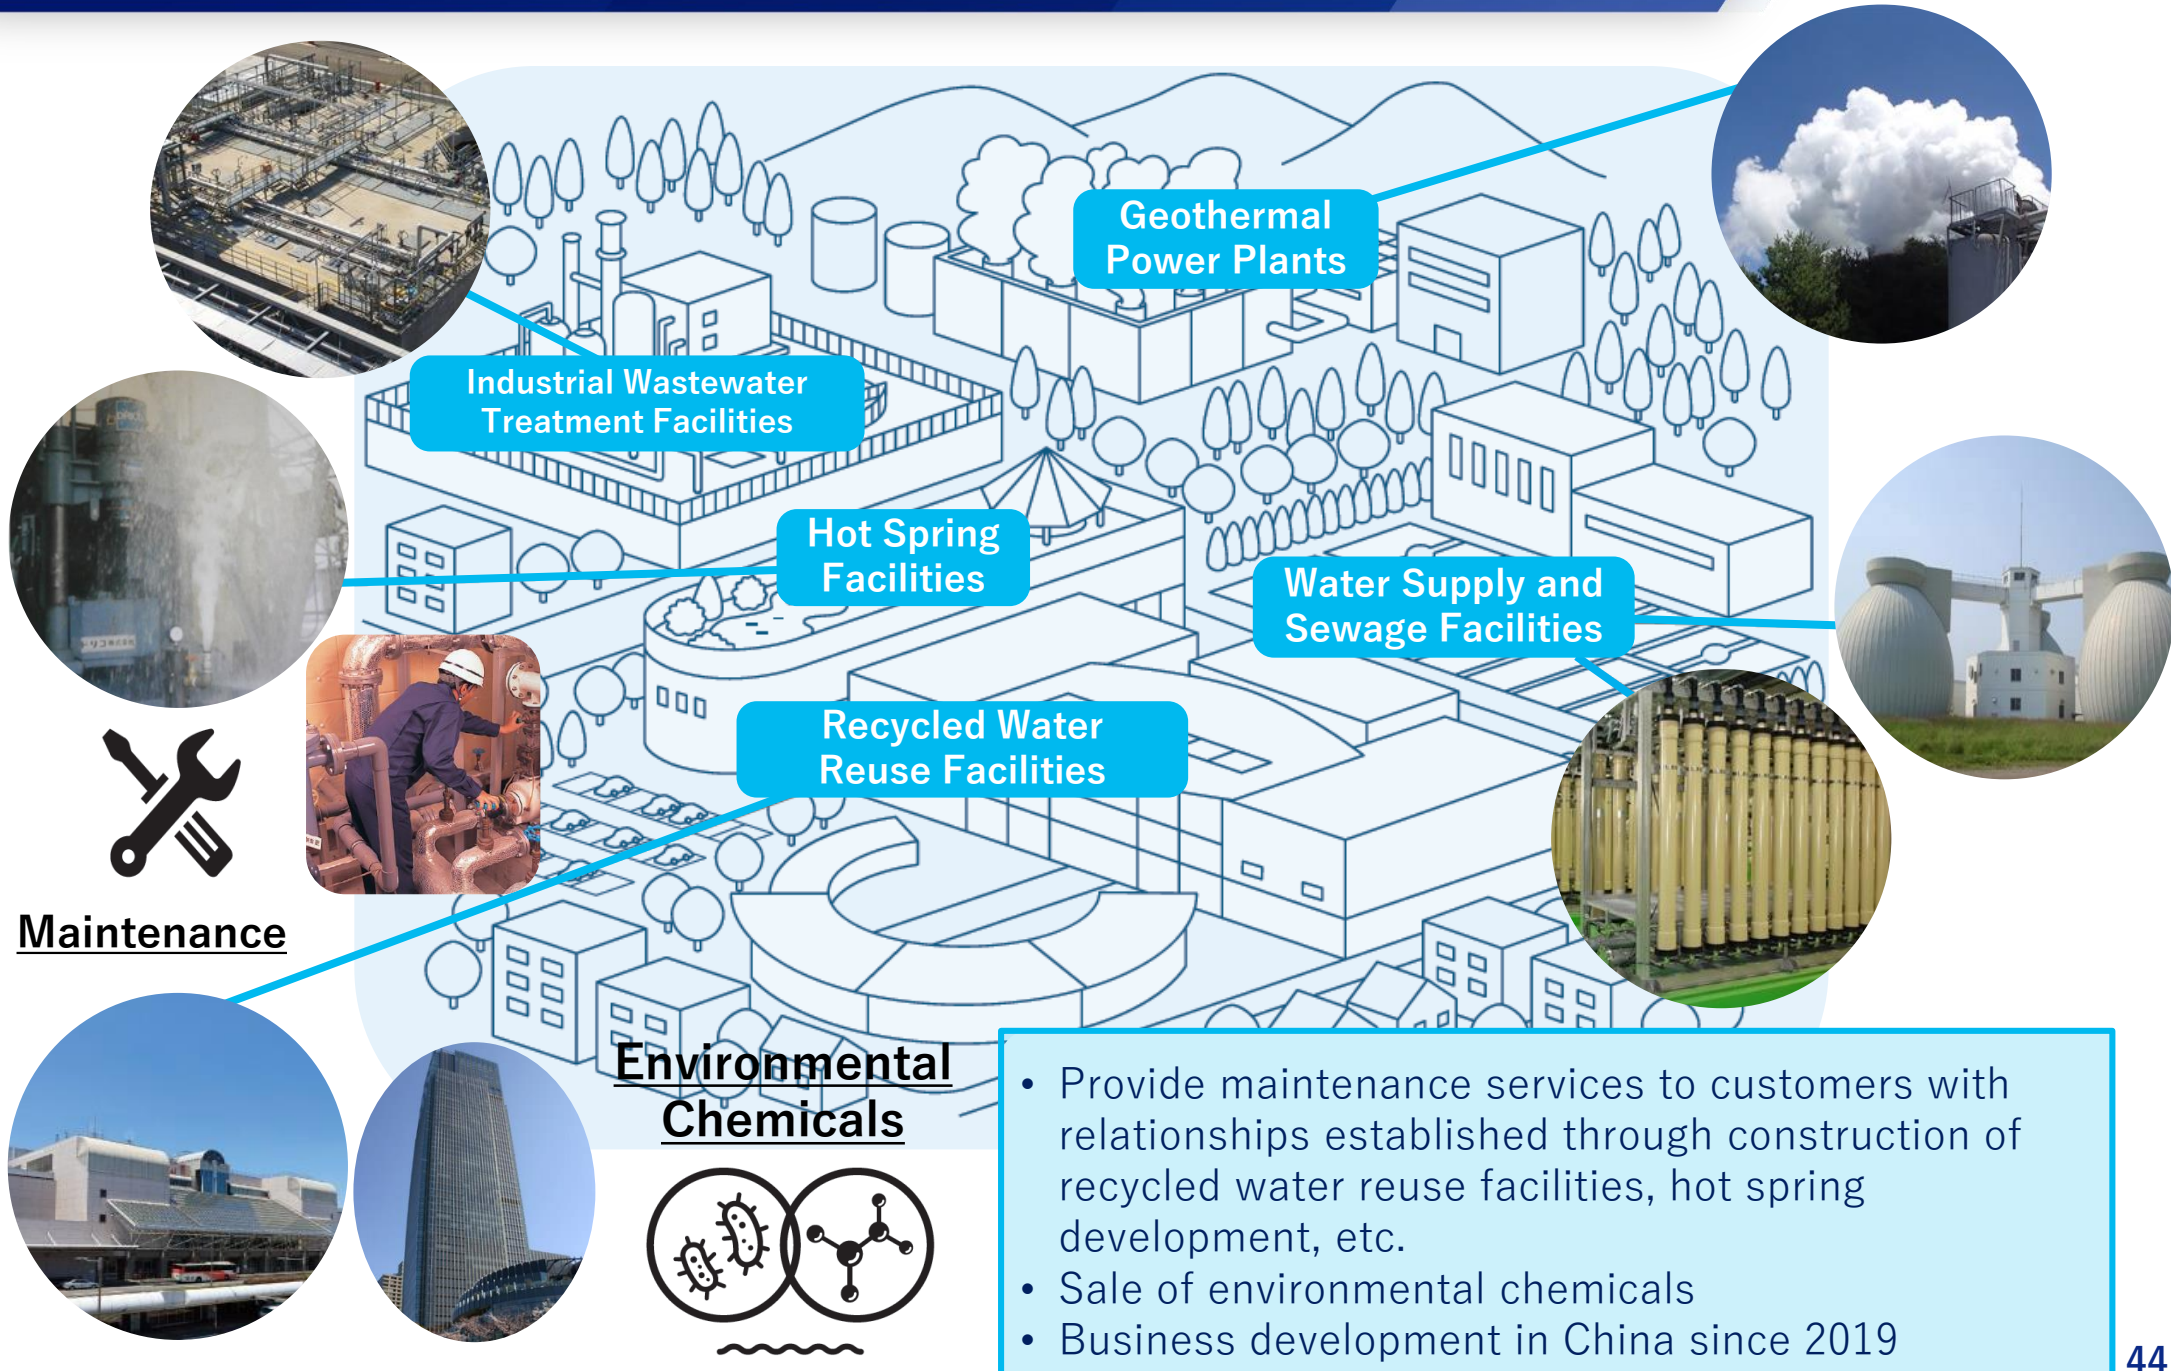 Geothermal
Power Plants
Industrial Wastewater
Treatment Facilities
Hot Spring
Facilities
Water Supply and
Sewage Facilities
Recycled Water
Reuse Facilities
Maintenance
Environmental
Chemicals
• Provide maintenance services to customers with
relationships established through construction of
recycled water reuse facilities, hot spring
development, etc.
• Sale of environmental chemicals
• Business development in China since 2019
44